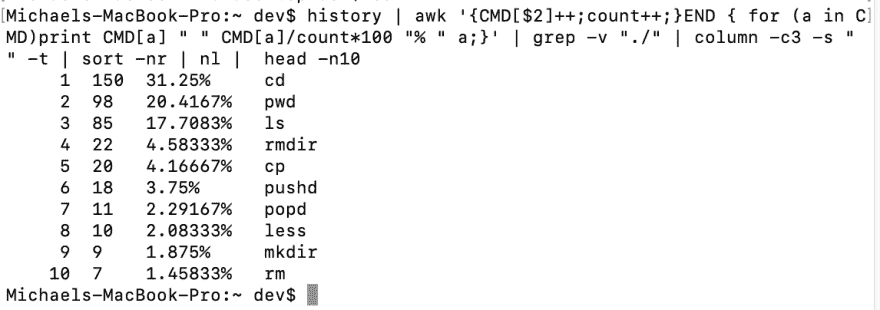 [Michaels-MacBook-Pro:~ dev$ history | awk '{CMD[$2]++;count++;}END { for (a in C]
MD)print CMD[a] " " CMD[a]/count*100 "% " a;}' | grep -v "./" | column -c3 -s "
" -t | sort -nr | nl |  head -n10
1 150 31.25% cd
2 98 20.4167% pwd
3 85 17.7083% ls
4 22 4.58333% rmdir
5 20 4.16667% cp
6 18 3.75% pushd
7 11 2.29167% popd
8 10 2.08333% less
9 9 1.875% mkdir
10 7 1.45833% rm
Michaels-MacBook-Pro:~ dev$